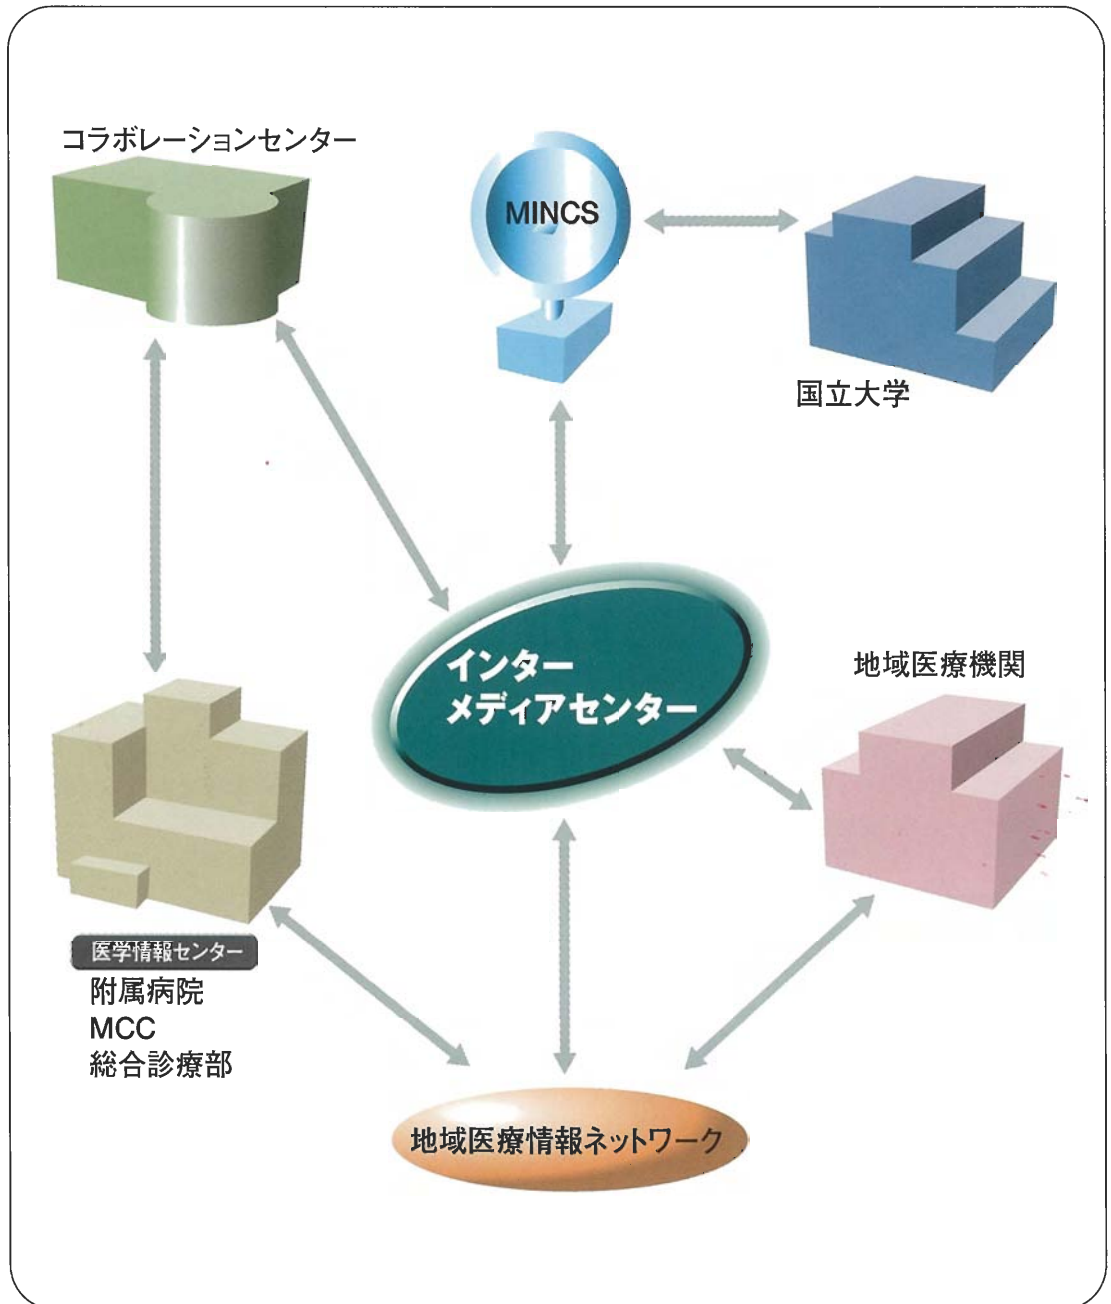 コラボレーションセンター
MINCS
国立大学
インター
メディアセンター
地域医療機関
医学情報センター
附属病院
MCC
総合診療部
地域医療情報ネットワーク